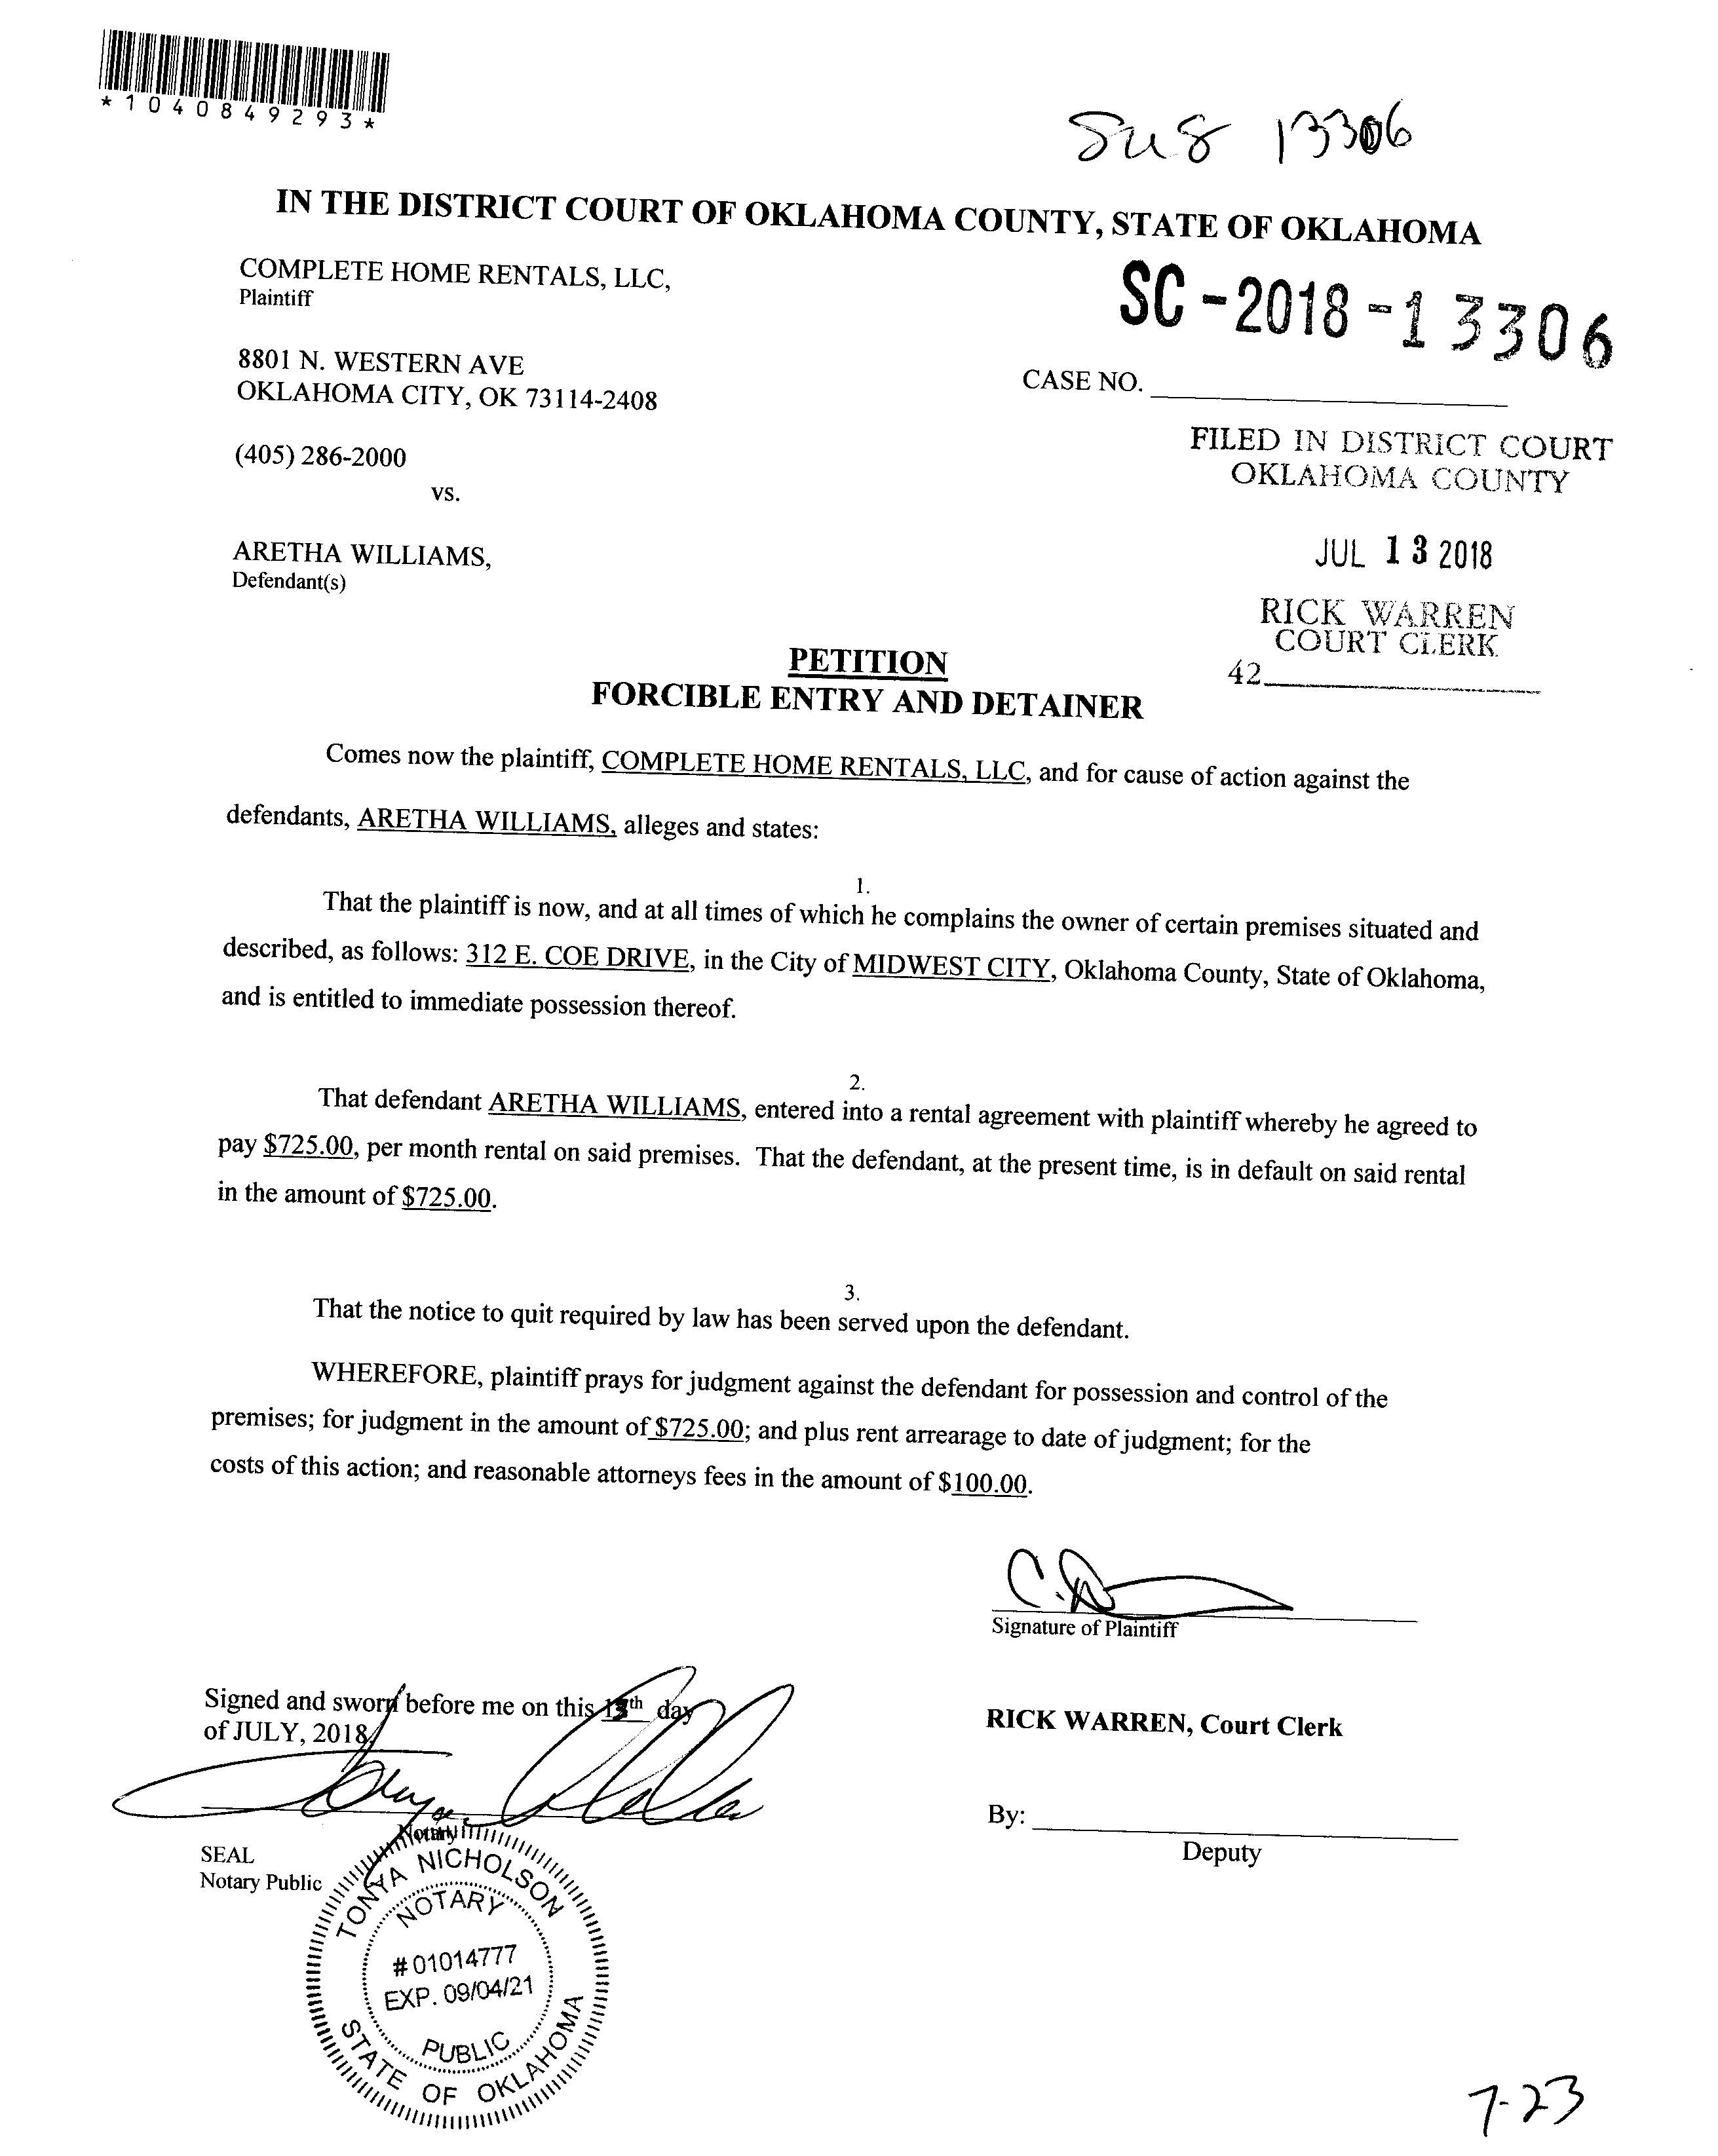 *1040849293*
SC-2018-13306
IN THE DISTRICT COURT OF OKLAHOMA COUNTY, STATE OF OKLAHOMA
COMPLETE HOME RENTALS, LLC,
Plaintiff
8801 N. WESTERN AVE
OKLAHOMA CITY, OK 73114-2408
CASE NO.
(405) 286-2000
vs.
FILED IN DISTRICT COURT
OKLAHOMA COUNTY
JUL 13 2018
ARETHA WILLIAMS,
Defendant(s)
RICK WARREN
COURT CLERK
42
PETITION
FORCIBLE ENTRY AND DETAINER
Comes now the plaintiff, COMPLETE HOME RENTALS, LLC, and for cause of action against the
defendants, ARETHA WILLIAMS, alleges and states:
1.
That the plaintiff is now, and at all times of which he complains the owner of certain premises situated and
described, as follows: 312 E. COE DRIVE, in the City of MIDWEST CITY, Oklahoma County, State of Oklahoma,
and is entitled to immediate possession thereof.
2.
That defendant ARETHA WILLIAMS, entered into a rental agreement with plaintiff whereby he agreed to
pay $725.00, per month rental on said premises. That the defendant, at the present time, is in default on said rental
in the amount of $725.00.
3.
That the notice to quit required by law has been served upon the defendant.
WHEREFORE, plaintiff prays for judgment against the defendant for possession and control of the
premises; for judgment in the amount of $725.00; and plus rent arrearage to date of judgment; for the
costs of this action; and reasonable attorneys fees in the amount of $100.00.
Signature of Plaintiff
Signed and sworn before me on this 13th day
of JULY, 2018
RICK WARREN, Court Clerk
Notary
SEAL
Notary Public
By:
Deputy
TONYA NICHOLSON
NOTARY
#01014777
EXP. 09/04/21
PUBLIC
STATE OF OKLAHOMA
7-23